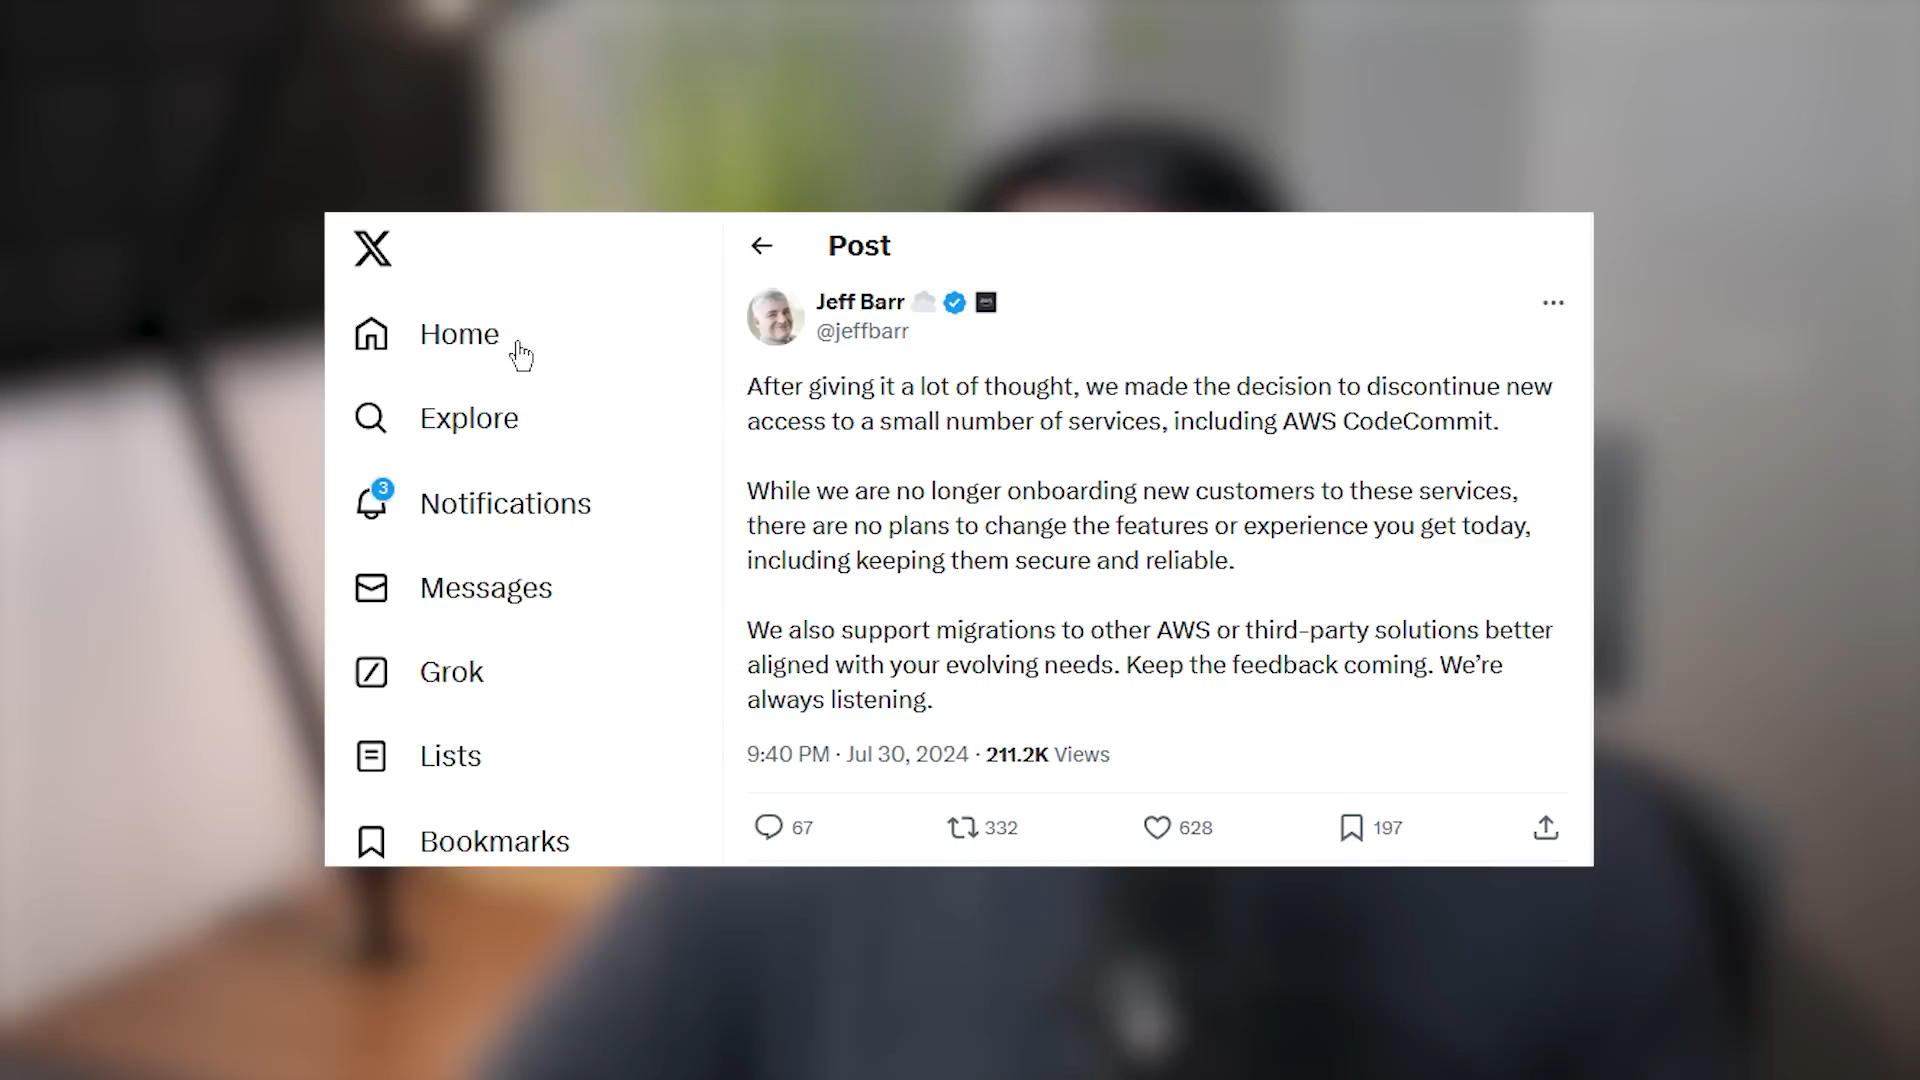 Home
Explore
3
Notifications
Messages
Grok
Lists
Bookmarks
Post
Jeff Barr
@jeffbarr
After giving it a lot of thought, we made the decision to discontinue new
access to a small number of services, including AWS CodeCommit.
While we are no longer onboarding new customers to these services,
there are no plans to change the features or experience you get today,
including keeping them secure and reliable.
We also support migrations to other AWS or third-party solutions better
aligned with your evolving needs. Keep the feedback coming. We’re
always listening.
9:40 PM · Jul 30, 2024 · 211.2K Views
67 332 628 197